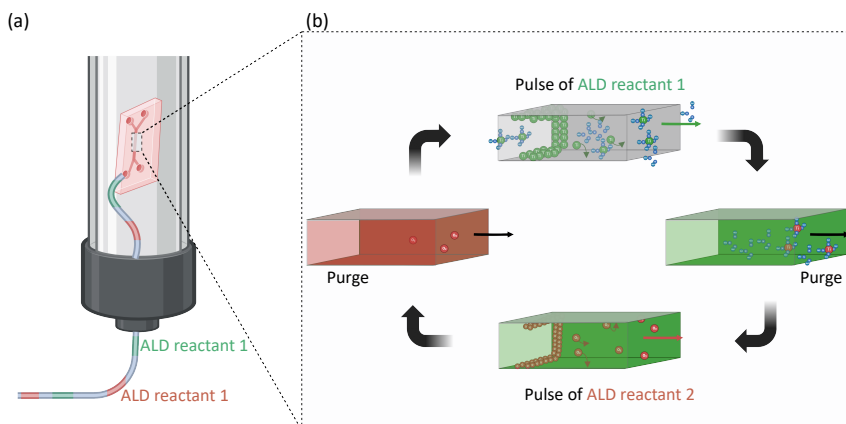 (a)
(b)
Pulse of ALD reactant 1
Purge
Purge
ALD reactant 1
ALD reactant 1
Pulse of ALD reactant 2